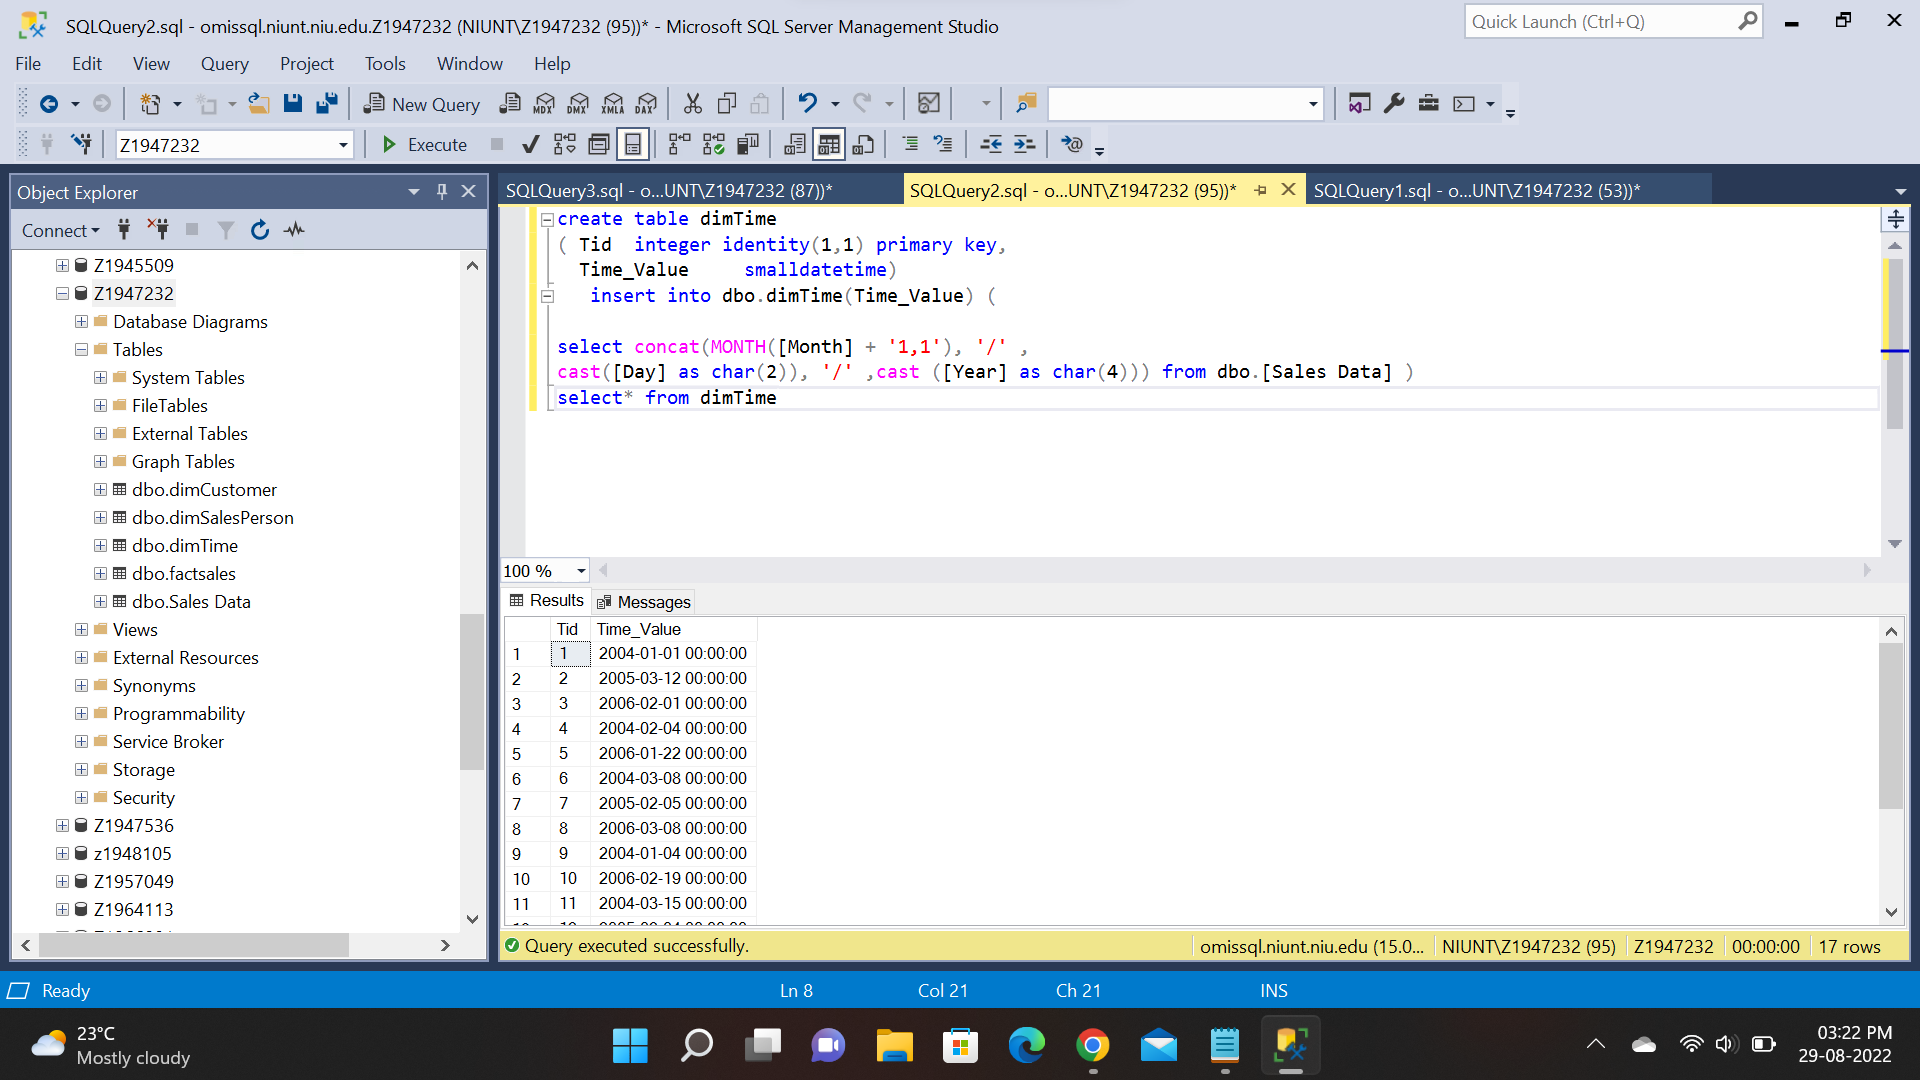 SQLQuery2.sql - omissql.niunt.niu.edu.Z1947232 (NIUNT\Z1947232 (95))* - Microsoft SQL Server Management Studio
Quick Launch (Ctrl+Q)
File Edit View Query Project Tools Window Help
New Query MDX DMX XMLA DAX
Z1947232 Execute
Object Explorer
Connect
Z1945509
Z1947232
Database Diagrams
Tables
System Tables
FileTables
External Tables
Graph Tables
dbo.dimCustomer
dbo.dimSalesPerson
dbo.dimTime
dbo.factsales
dbo.Sales Data
Views
External Resources
Synonyms
Programmability
Service Broker
Storage
Security
Z1947536
z1948105
Z1957049
Z1964113
SQLQuery3.sql - o...UNT\Z1947232 (87))* SQLQuery2.sql - o...UNT\Z1947232 (95))* SQLQuery1.sql - o...UNT\Z1947232 (53))*
create table dimTime
( Tid integer identity(1,1) primary key,
Time_Value smalldatetime)
insert into dbo.dimTime(Time_Value) (
select concat(MONTH([Month] + '1,1'), '/' ,
cast([Day] as char(2)), '/' ,cast ([Year] as char(4))) from dbo.[Sales Data] )
select* from dimTime
100 %
Results Messages
Tid Time_Value
1 1 2004-01-01 00:00:00
2 2 2005-03-12 00:00:00
3 3 2006-02-01 00:00:00
4 4 2004-02-04 00:00:00
5 5 2006-01-22 00:00:00
6 6 2004-03-08 00:00:00
7 7 2005-02-05 00:00:00
8 8 2006-03-08 00:00:00
9 9 2004-01-04 00:00:00
10 10 2006-02-19 00:00:00
11 11 2004-03-15 00:00:00
Query executed successfully.
omissql.niunt.niu.edu (15.0... NIUNT\Z1947232 (95) Z1947232 00:00:00 17 rows
Ready Ln 8 Col 21 Ch 21 INS
23°C
Mostly cloudy
03:22 PM
29-08-2022